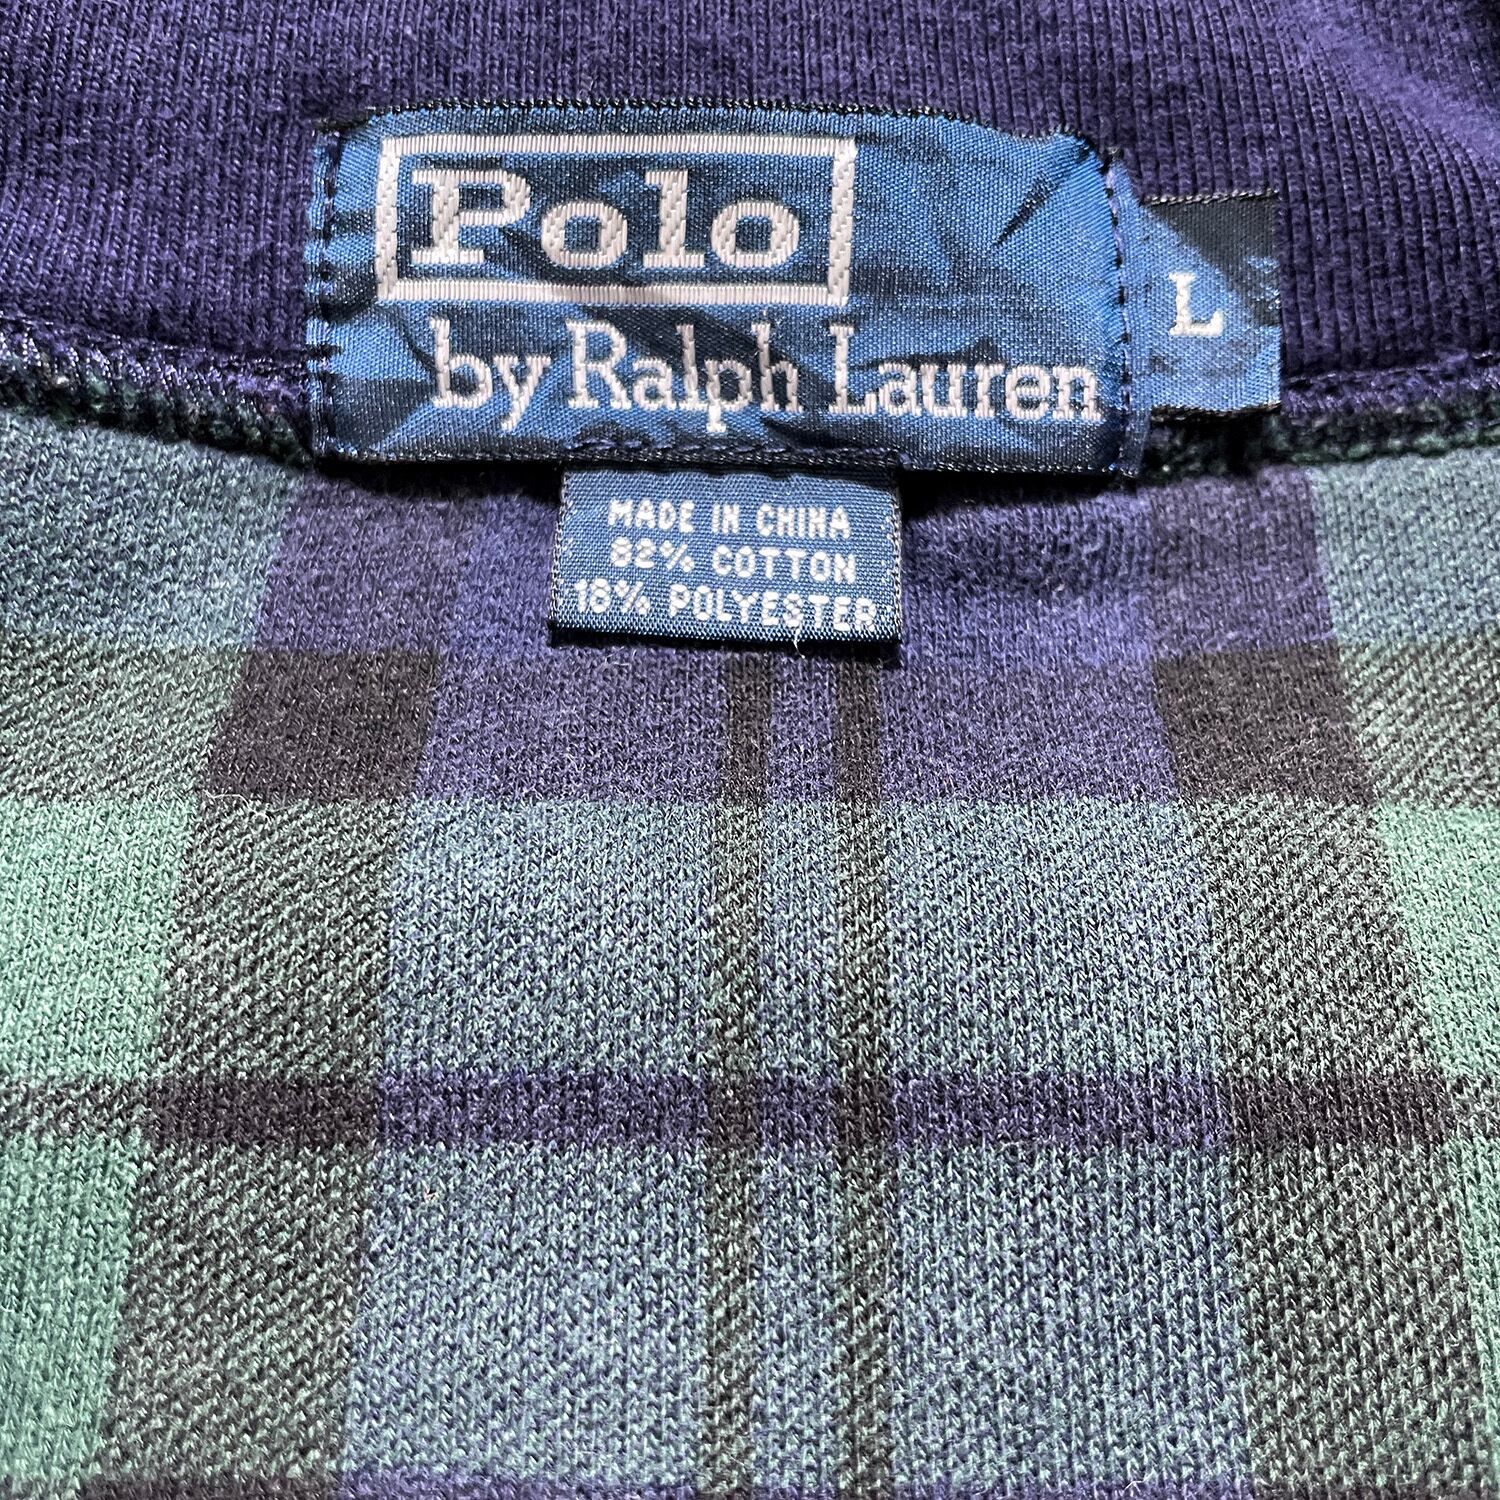 Polo
by Ralph Lauren
L
MADE IN CHINA
82% COTTON
18% POLYESTER